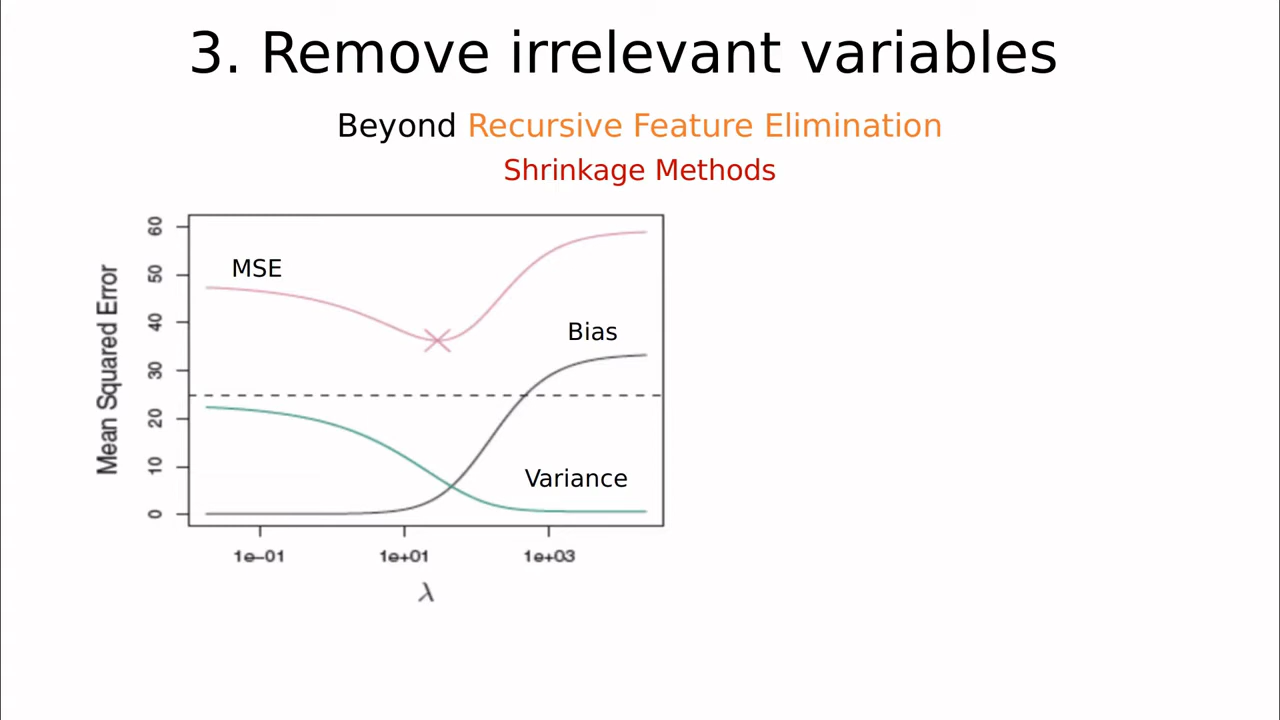 3. Remove irrelevant variables
Beyond Recursive Feature Elimination
Shrinkage Methods
Mean Squared Error
60
50
40
30
20
10
0
MSE
Bias
Variance
1e−01
1e+01
1e+03
λ